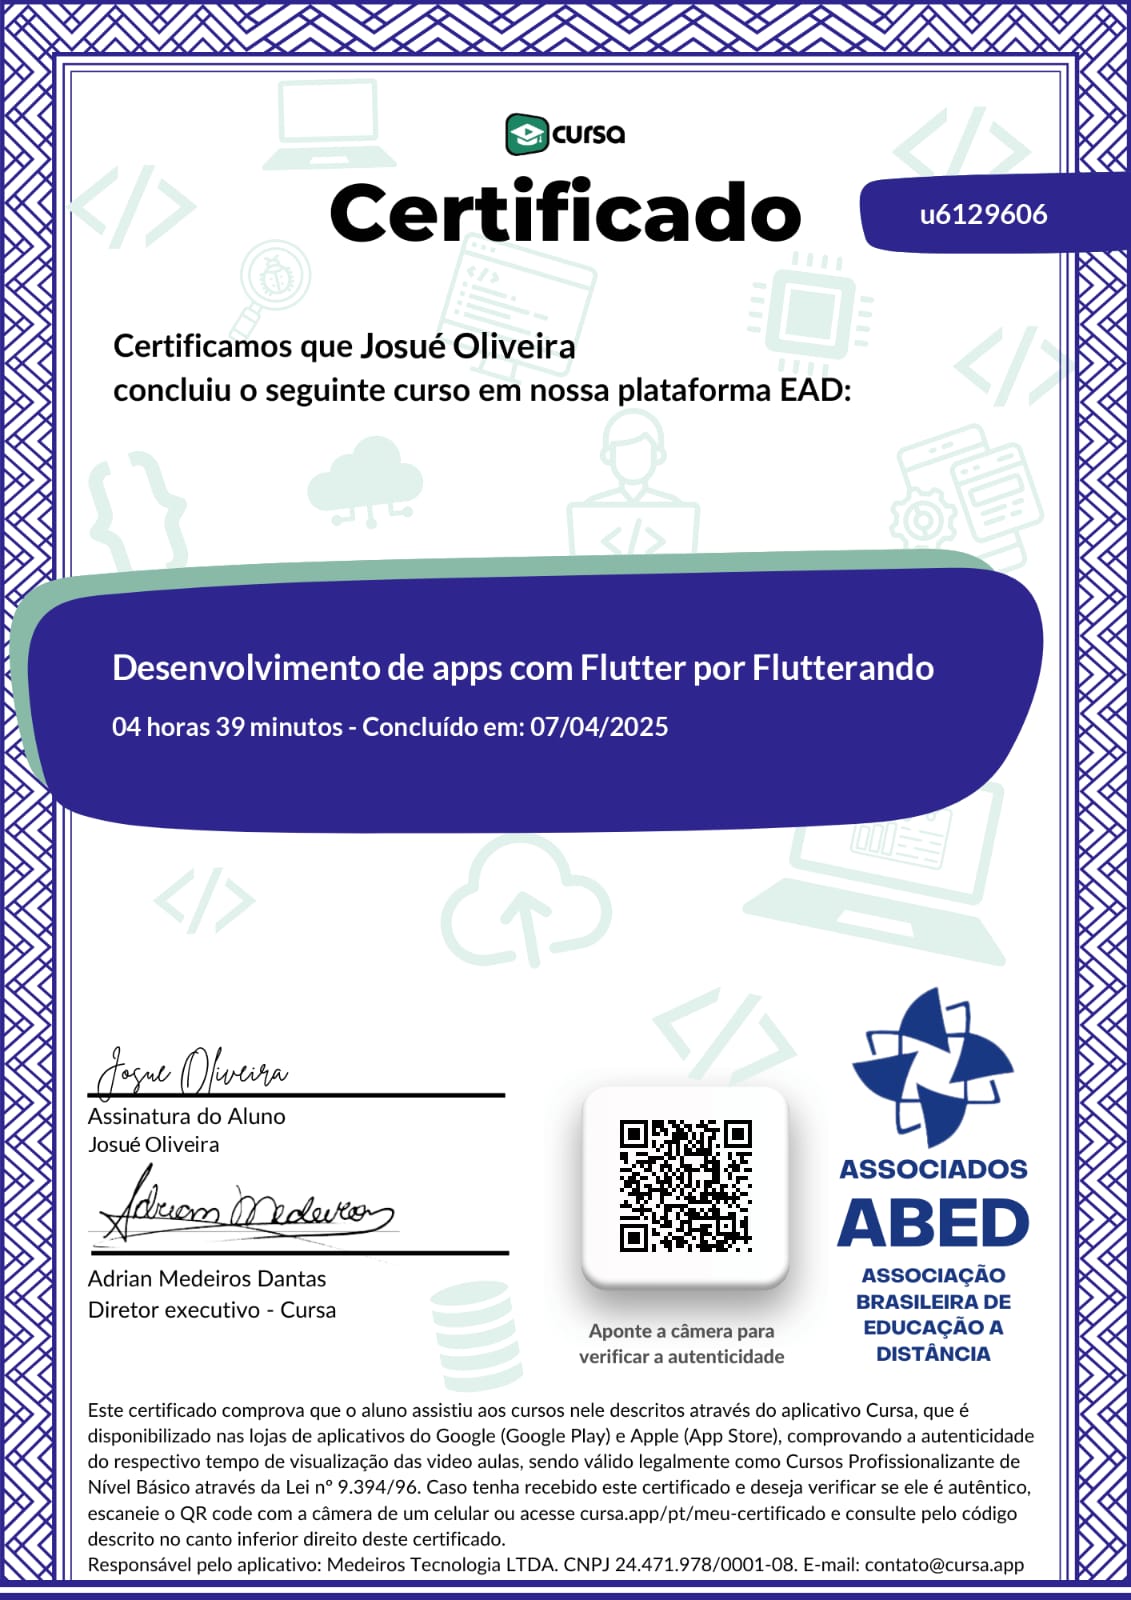 cursa
Certificado
u6129606
Certificamos que Josué Oliveira
concluiu o seguinte curso em nossa plataforma EAD:
Desenvolvimento de apps com Flutter por Flutterando
04 horas 39 minutos - Concluído em: 07/04/2025
Josue Oliveira
Assinatura do Aluno
Josué Oliveira
Adrian Medeiros
Adrian Medeiros Dantas
Diretor executivo - Cursa
Aponte a câmera para
verificar a autenticidade
ASSOCIADOS
ABED
ASSOCIAÇÃO
BRASILEIRA DE
EDUCAÇÃO A
DISTÂNCIA
Este certificado comprova que o aluno assistiu aos cursos nele descritos através do aplicativo Cursa, que é
disponibilizado nas lojas de aplicativos do Google (Google Play) e Apple (App Store), comprovando a autenticidade
do respectivo tempo de visualização das video aulas, sendo válido legalmente como Cursos Profissionalizante de
Nível Básico através da Lei nº 9.394/96. Caso tenha recebido este certificado e deseja verificar se ele é autêntico,
escaneie o QR code com a câmera de um celular ou acesse cursa.app/pt/meu-certificado e consulte pelo código
descrito no canto inferior direito deste certificado.
Responsável pelo aplicativo: Medeiros Tecnologia LTDA. CNPJ 24.471.978/0001-08. E-mail: contato@cursa.app